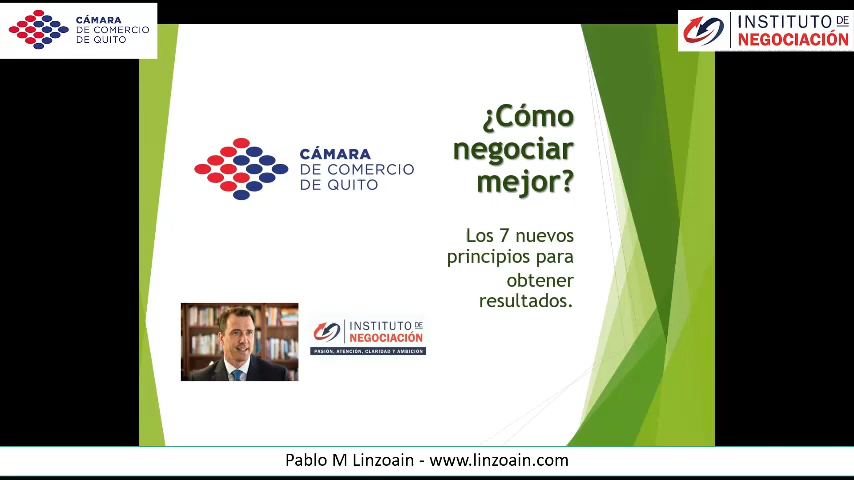 CÁMARA
DE COMERCIO
DE QUITO
INSTITUTO DE
NEGOCIACIÓN
¿Cómo
negociar
mejor?
CÁMARA
DE COMERCIO
DE QUITO
Los 7 nuevos
principios para
obtener
resultados.
INSTITUTO DE
NEGOCIACIÓN
PASIÓN, ATENCIÓN, CLARIDAD Y AMBICIÓN
Pablo M Linzoain - www.linzoain.com